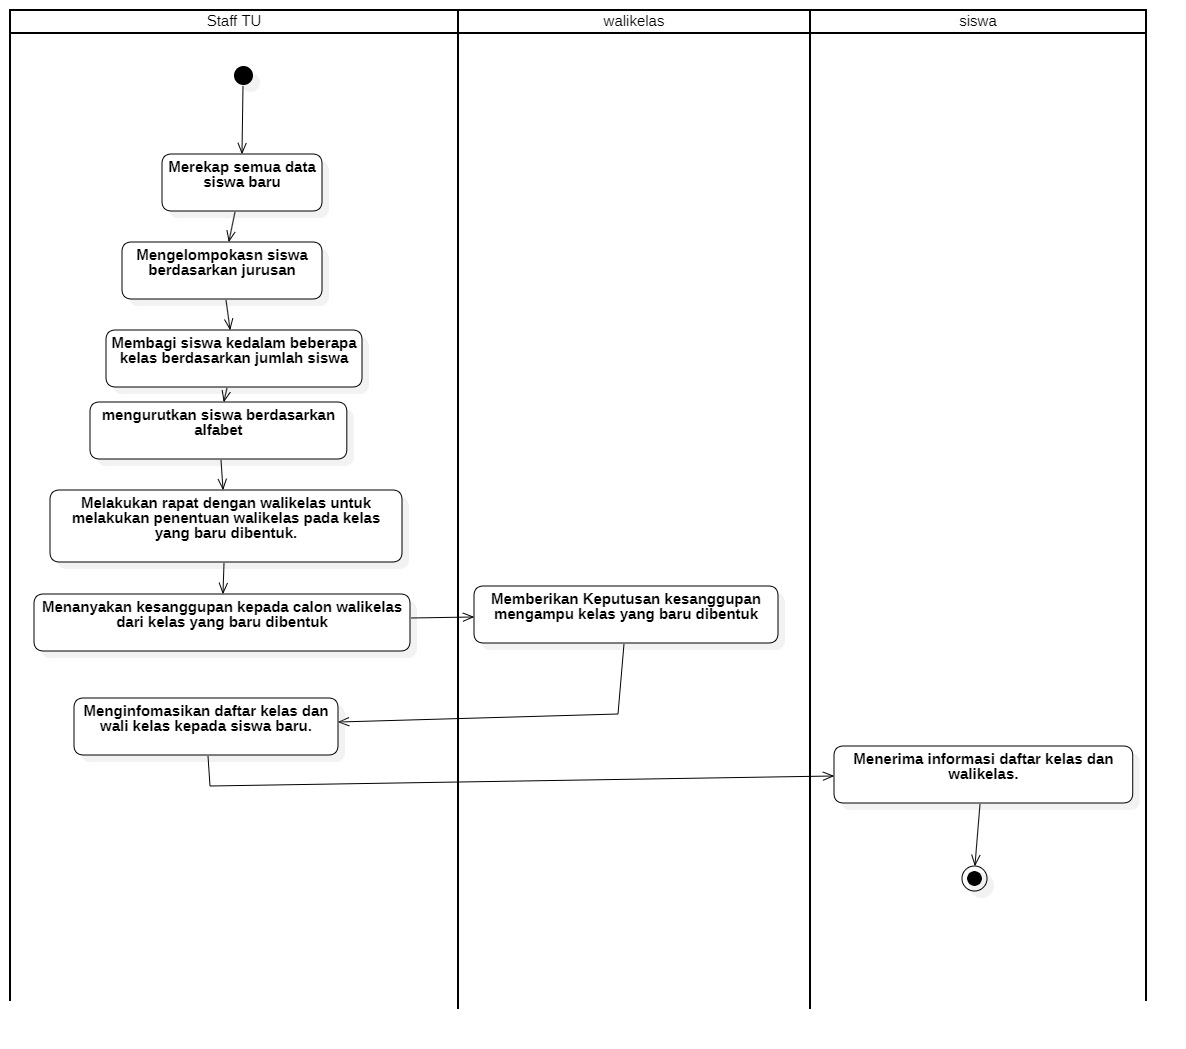 Staff TU
walikelas
siswa
Merekap semua data
siswa baru
Mengelompokasn siswa
berdasarkan jurusan
Membagi siswa kedalam beberapa
kelas berdasarkan jumlah siswa
mengurutkan siswa berdasarkan
alfabet
Melakukan rapat dengan walikelas untuk
melakukan penentuan walikelas pada kelas
yang baru dibentuk.
Menanyakan kesanggupan kepada calon walikelas
dari kelas yang baru dibentuk
Memberikan Keputusan kesanggupan
mengampu kelas yang baru dibentuk
Menginfomasikan daftar kelas dan
wali kelas kepada siswa baru.
Menerima informasi daftar kelas dan
walikelas.